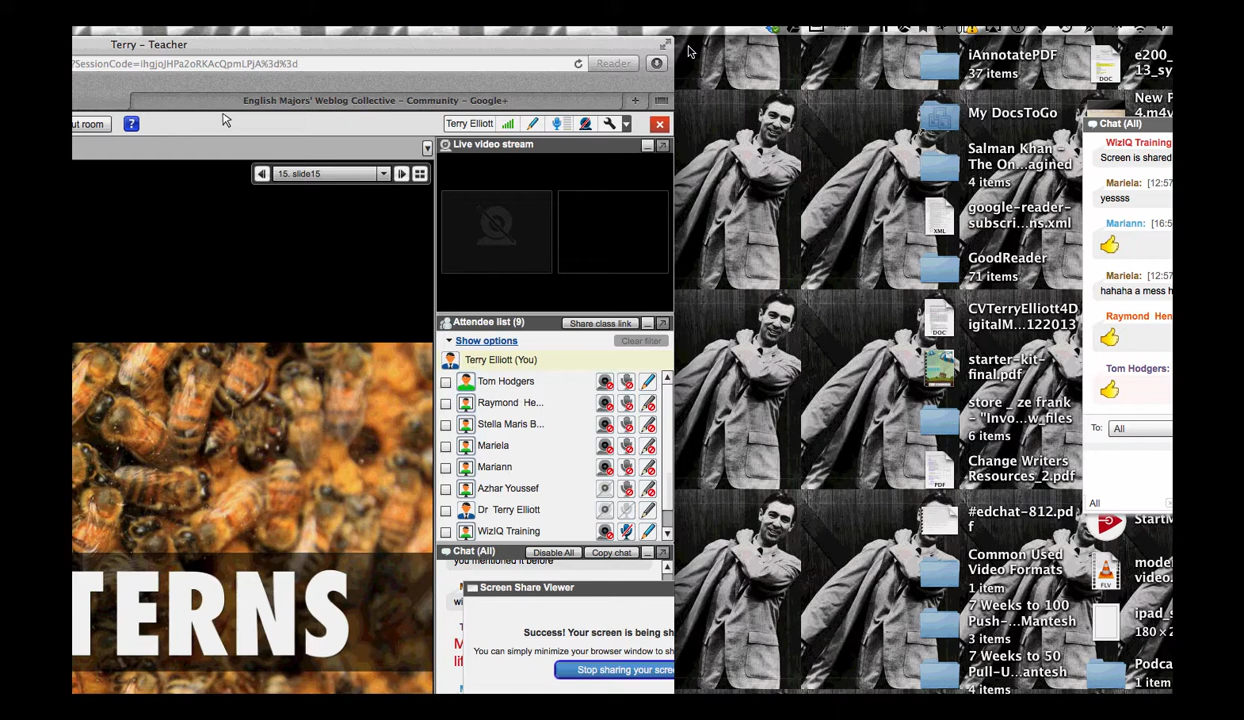 Terry – Teacher
?SessionCode=IhgjoJHPa2oRKAcQpmLPJA%3d%3d
Reader
English Majors' Weblog Collective – Community – Google+
ut room
?
Terry Elliott
15. slide15
Live video stream
Attendee list (9)
Share class link
Show options
Clear filter
Terry Elliott (You)
Tom Hodgers
Raymond He...
Stella Maris B...
Mariela
Mariann
Azhar Youssef
Dr Terry Elliott
WizIQ Training
Chat (All)
Disable All
Copy chat
you mentioned it before
Screen Share Viewer
Success! Your screen is being sh
You can simply minimize your browser window to sh
Stop sharing your scree
TERNS
iAnnotatePDF
37 items
My DocsToGo
Salman Khan -
The On...agined
4 items
google-reader-
subscri...ns.xml
XML
GoodReader
71 items
CVTerryElliott4D
igitalM...122013
DOC
starter-kit-
final.pdf
store _ ze frank
- "Invo...w_files
6 items
Change Writers
Resources_2.pdf
PDF
#edchat-812.pd
f
Common Used
Video Formats
1 item
7 Weeks to 100
Push-...Mantesh
3 items
7 Weeks to 50
Pull-U...antesh
4 items
e200_
13_sy
DOC
New P
4.m4v
Chat (All)
WizIQ Training
Screen is shared
Mariela: [12:57
yessss
Mariann: [16:5
Mariela: [12:57
hahaha a mess h
Raymond Hen
Tom Hodgers:
To:
All
All
StartM
mode
video.
FLV
ipad_s
180 × 2
Podca
1 item